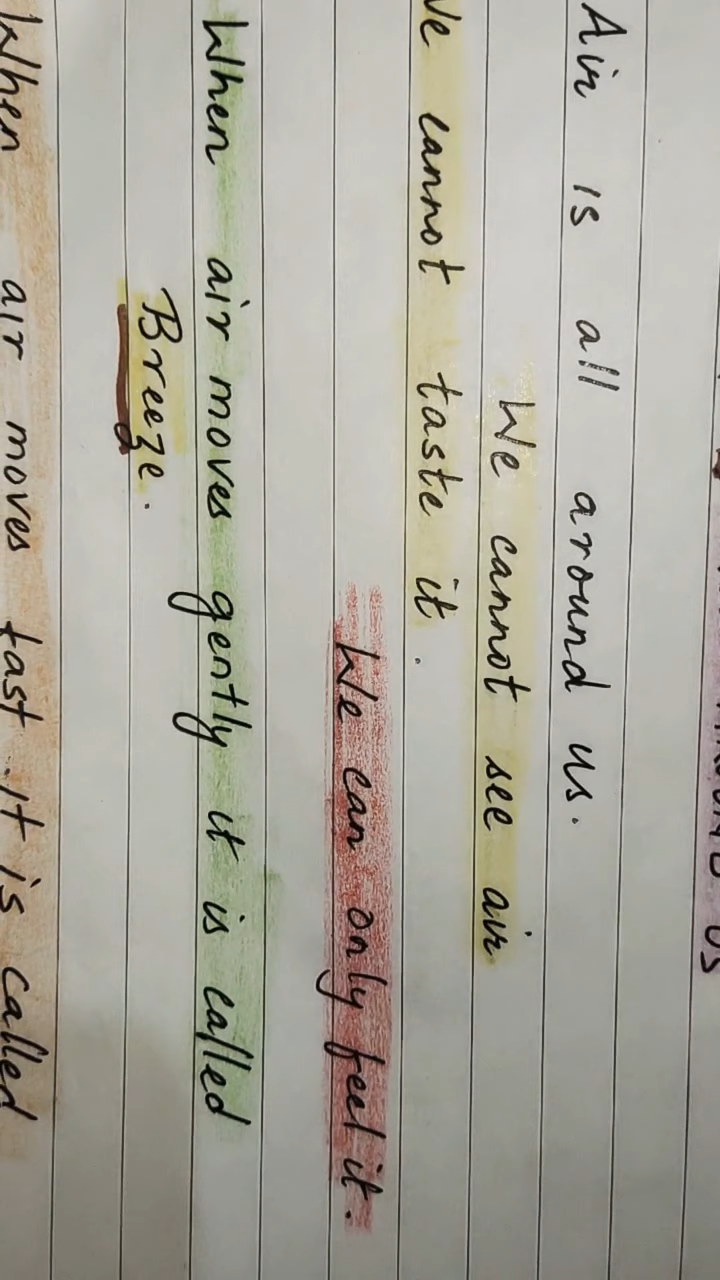 US
Air is all around us.
We cannot see air
We cannot taste it.
We can only feel it.
When air moves gently it is called
Breeze.
When air moves fast it is called